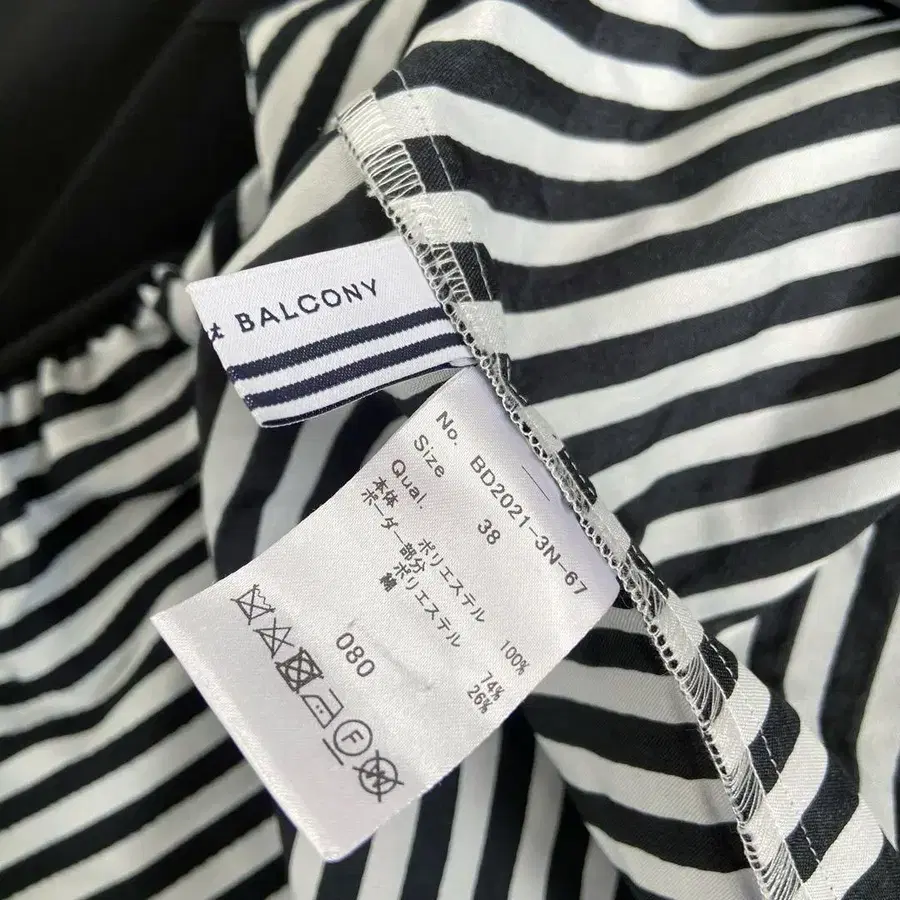 t BALCONY
No. BD2021-3N-67
Size 38
Qual.
本体 ポリエステル 100%
ボーダー部分 ポリエステル 74%
綿 26%
080
F
W